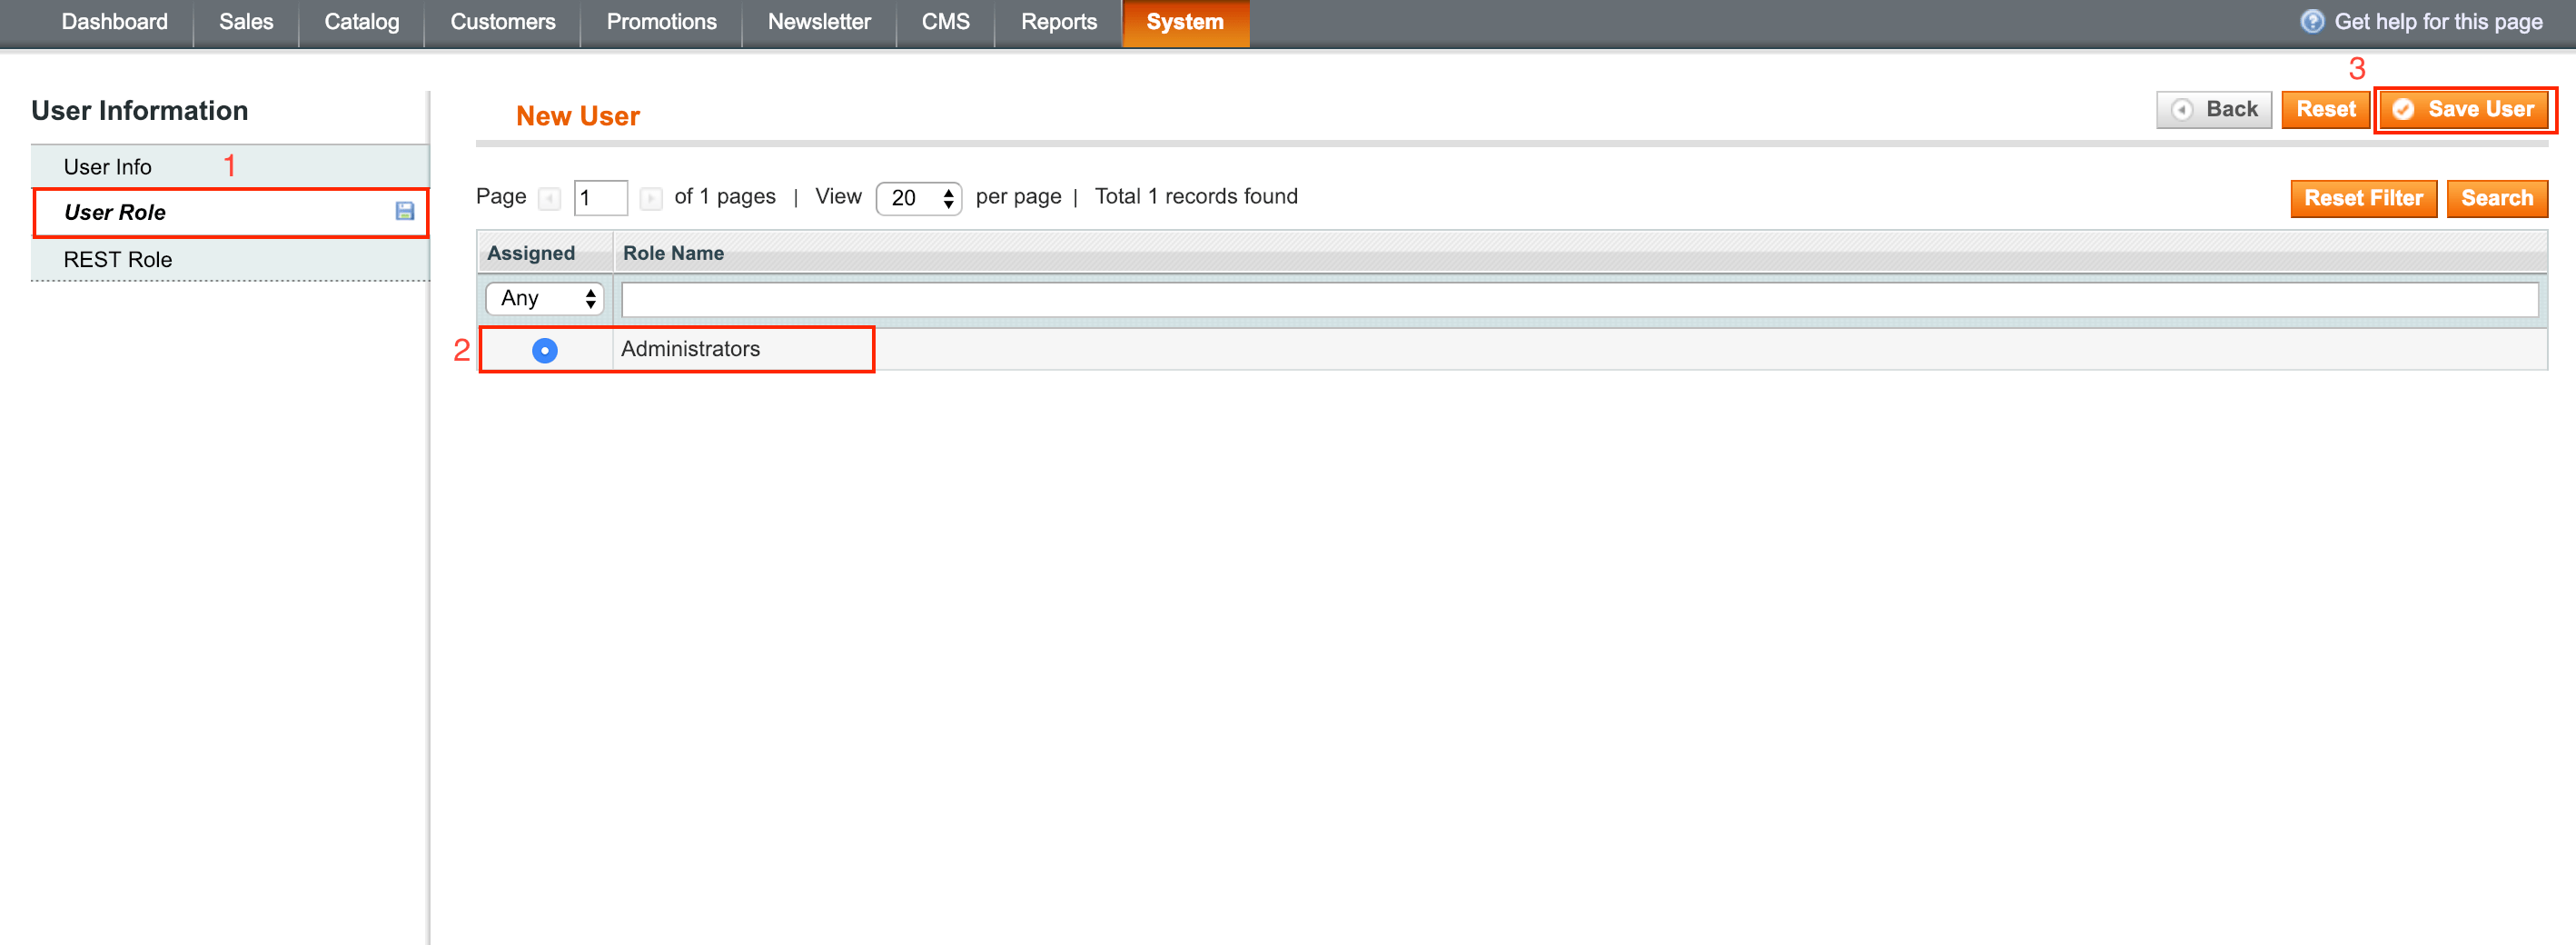 Dashboard Sales Catalog Customers Promotions Newsletter CMS Reports System Get help for this page
3
User Information
New User
Back Reset Save User
User Info 1
User Role
REST Role
Page 1 of 1 pages | View 20 per page | Total 1 records found
Reset Filter Search
Assigned Role Name
Any
2 Administrators